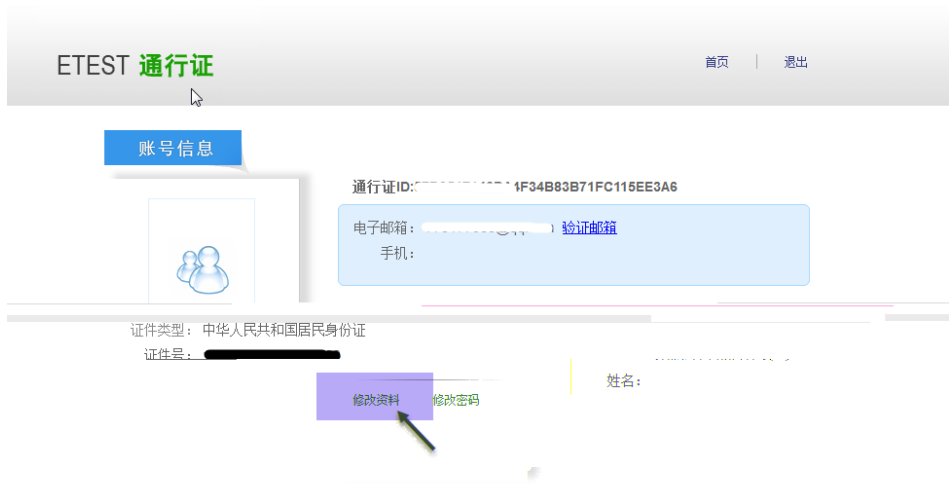 ETEST 通行证
首页 | 退出
账号信息
通行证ID: 4F34B83B71FC115EE3A6
电子邮箱： 验证邮箱
手机：
证件类型： 中华人民共和国居民身份证
证件号：
姓名：
修改资料 修改密码